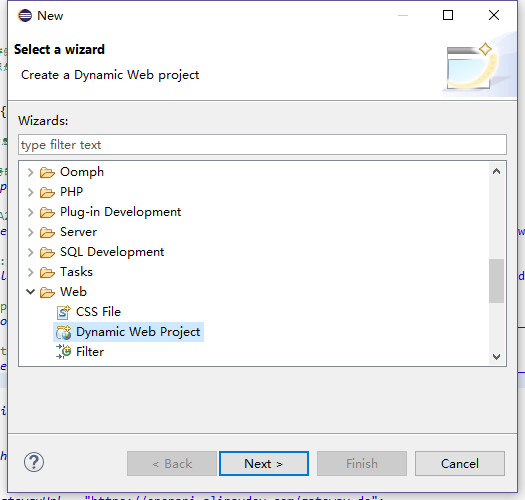 New
Select a wizard
Create a Dynamic Web project
Wizards:
type filter text
Oomph
PHP
Plug-in Development
Server
SQL Development
Tasks
Web
CSS File
Dynamic Web Project
Filter
< Back
Next >
Finish
Cancel